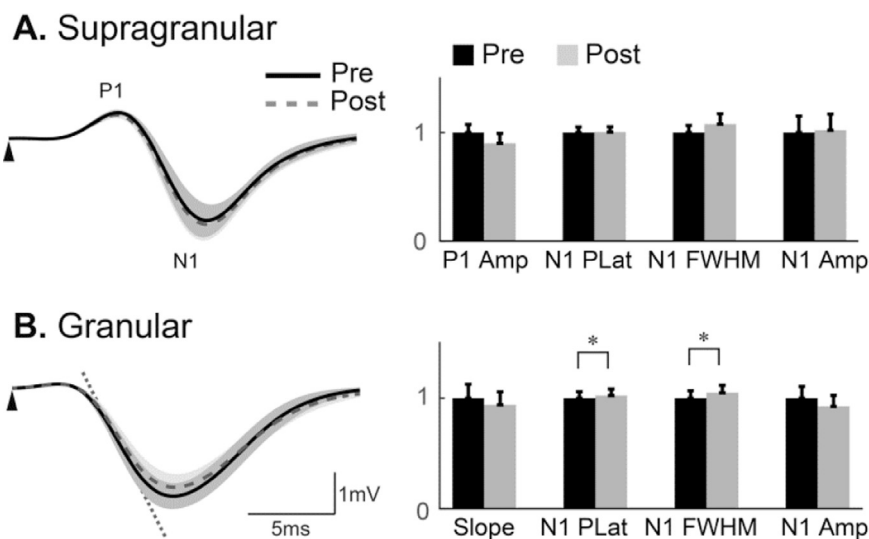 A. Supragranular
P1
Pre
Post
N1
Pre
Post
1
0
P1 Amp N1 PLat N1 FWHM N1 Amp
B. Granular
1mV
5ms
* *
1
0
Slope N1 PLat N1 FWHM N1 Amp